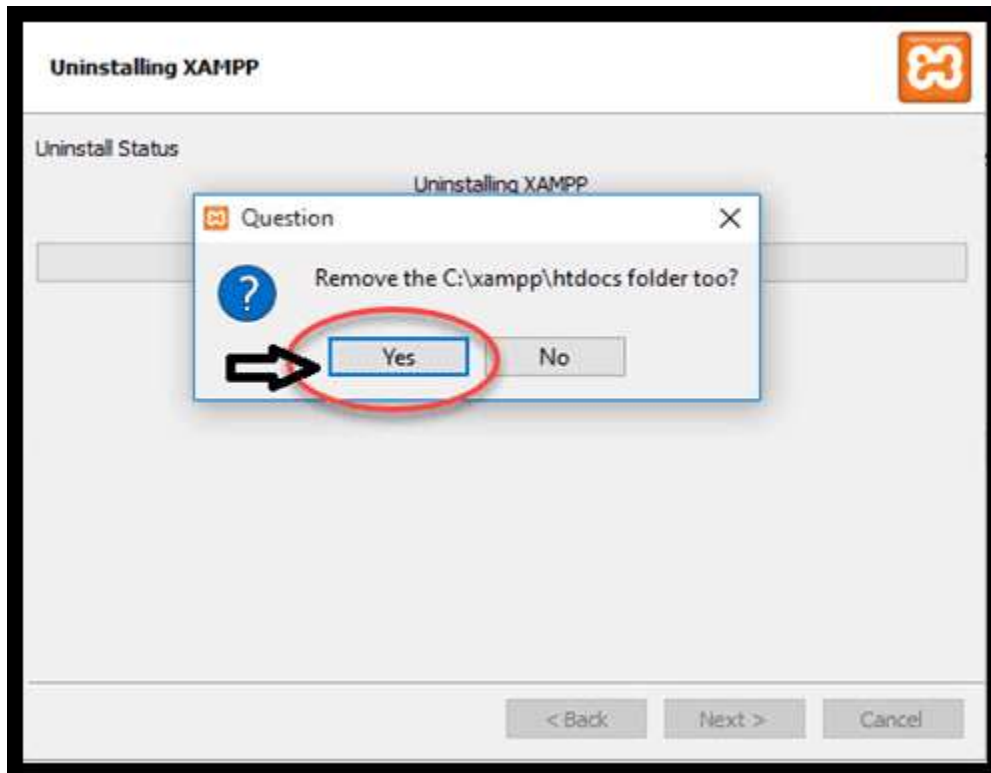 Uninstalling XAMPP
Uninstall Status
Uninstalling XAMPP
Question
Remove the C:\xampp\htdocs folder too?
Yes No
< Back Next > Cancel